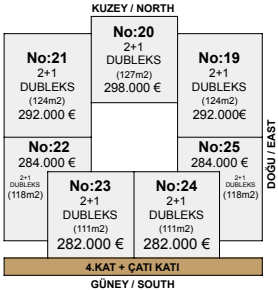 KUZEY / NORTH
No:20
2+1
DUBLEKS
(127m2)
298.000 €
No:21
2+1
DUBLEKS
(124m2)
292.000 €
No:19
2+1
DUBLEKS
(124m2)
292.000€
No:22
284.000 €
2+1
DUBLEKS
(118m2)
No:25
284.000 €
2+1
DUBLEKS
(118m2)
DOĞU / EAST
No:23
2+1
DUBLEKS
(111m2)
282.000 €
No:24
2+1
DUBLEKS
(111m2)
282.000 €
4.KAT + ÇATI KATI
GÜNEY / SOUTH